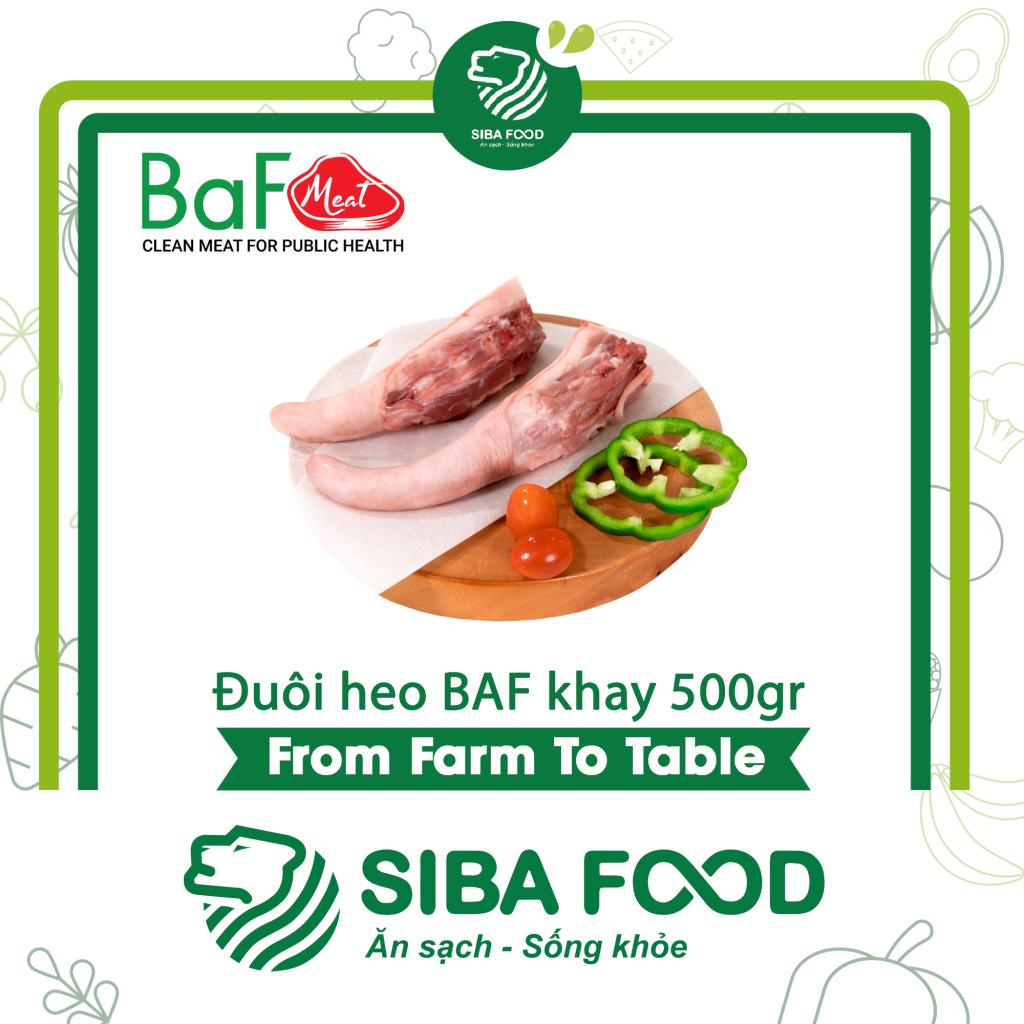 SIBA FOOD
Ăn sạch - Sống khỏe
BaF Meat
CLEAN MEAT FOR PUBLIC HEALTH
Đuôi heo BAF khay 500gr
From Farm To Table
SIBA FOOD
Ăn sạch - Sống khỏe